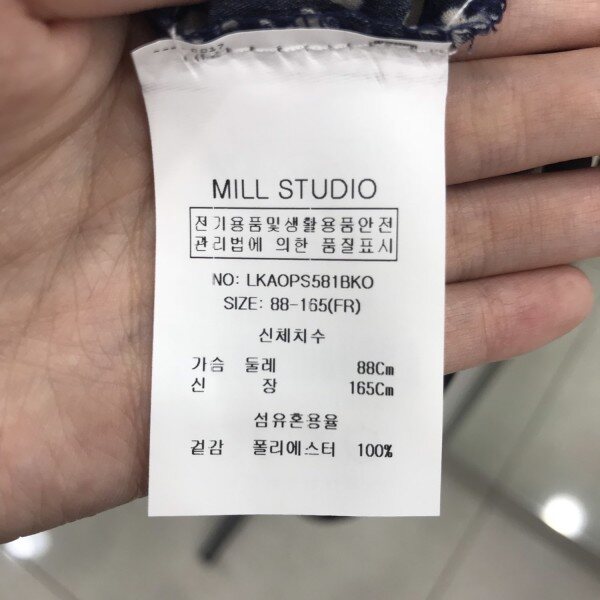 MILL STUDIO
전기용품및생활용품안전
관리법에 의한 품질표시
NO: LKAOPS581BKO
SIZE: 88-165(FR)
신체치수
가슴 둘레 88Cm
신 장 165Cm
섬유혼용율
겉감 폴리에스터 100%